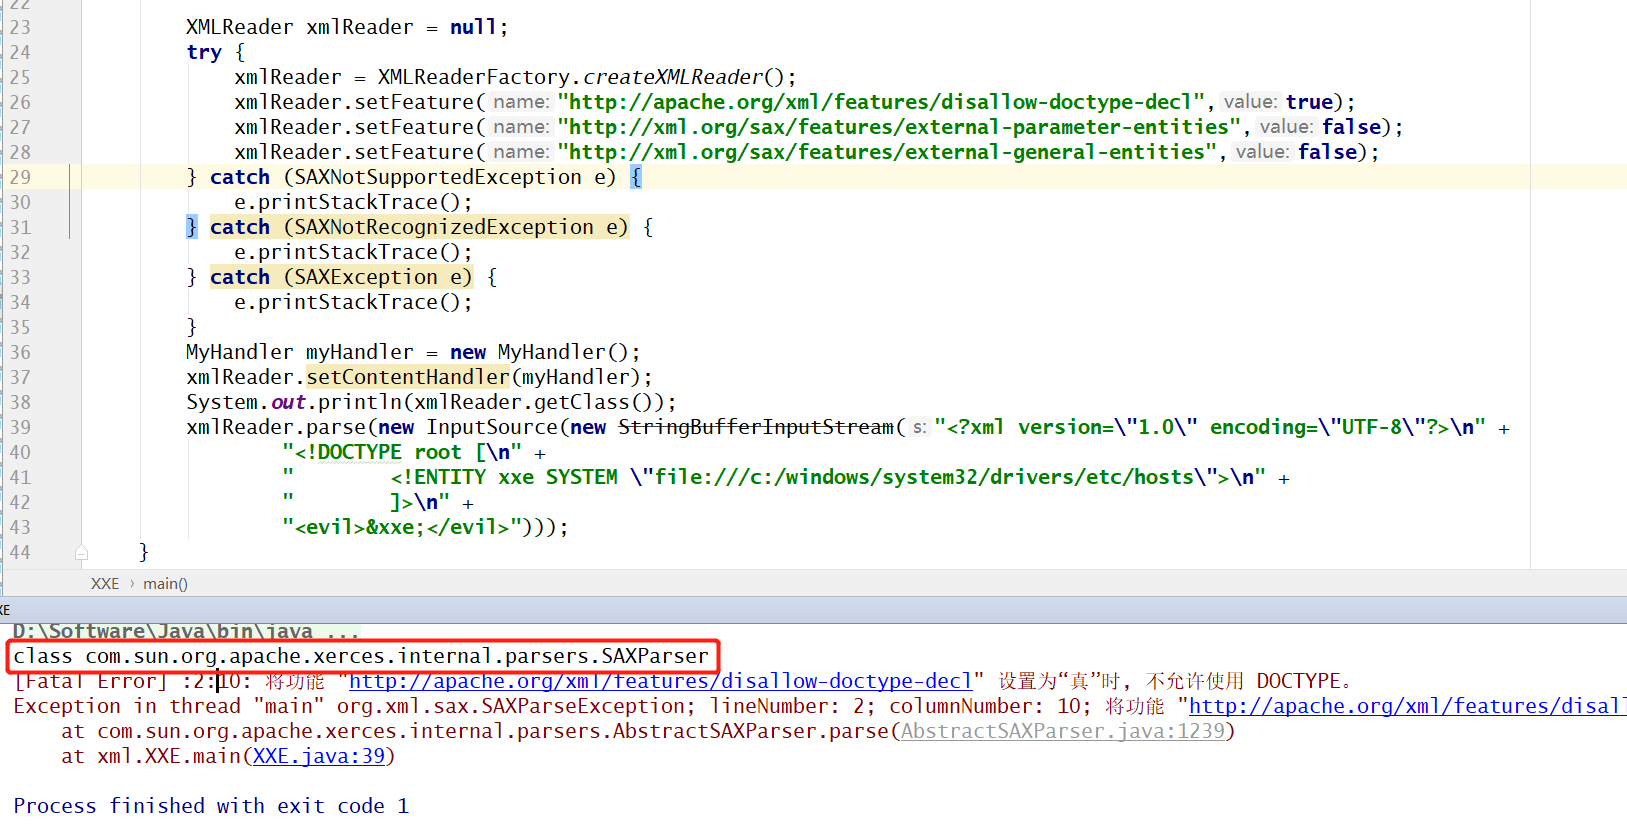 22
23 XMLReader xmlReader = null;
24 try {
25 xmlReader = XMLReaderFactory.createXMLReader();
26 xmlReader.setFeature( name: "http://apache.org/xml/features/disallow-doctype-decl", value: true);
27 xmlReader.setFeature( name: "http://xml.org/sax/features/external-parameter-entities", value: false);
28 xmlReader.setFeature( name: "http://xml.org/sax/features/external-general-entities", value: false);
29 } catch (SAXNotSupportedException e) {
30 e.printStackTrace();
31 } catch (SAXNotRecognizedException e) {
32 e.printStackTrace();
33 } catch (SAXException e) {
34 e.printStackTrace();
35 }
36 MyHandler myHandler = new MyHandler();
37 xmlReader.setContentHandler(myHandler);
38 System.out.println(xmlReader.getClass());
39 xmlReader.parse(new InputSource(new StringBufferInputStream( s: "<?xml version=\"1.0\" encoding=\"UTF-8\"?>\n" +
40 "<!DOCTYPE root [\n" +
41 " <!ENTITY xxe SYSTEM \"file:///c:/windows/system32/drivers/etc/hosts\">\n" +
42 " ]>\n" +
43 "<evil>&xxe;</evil>")));
44 }
XXE › main()
XE
D:\Software\Java\bin\java ...
class com.sun.org.apache.xerces.internal.parsers.SAXParser
[Fatal Error] :2:10: 将功能 "http://apache.org/xml/features/disallow-doctype-decl" 设置为“真”时, 不允许使用 DOCTYPE。
Exception in thread "main" org.xml.sax.SAXParseException; lineNumber: 2; columnNumber: 10; 将功能 "http://apache.org/xml/features/disall
at com.sun.org.apache.xerces.internal.parsers.AbstractSAXParser.parse(AbstractSAXParser.java:1239)
at xml.XXE.main(XXE.java:39)
Process finished with exit code 1